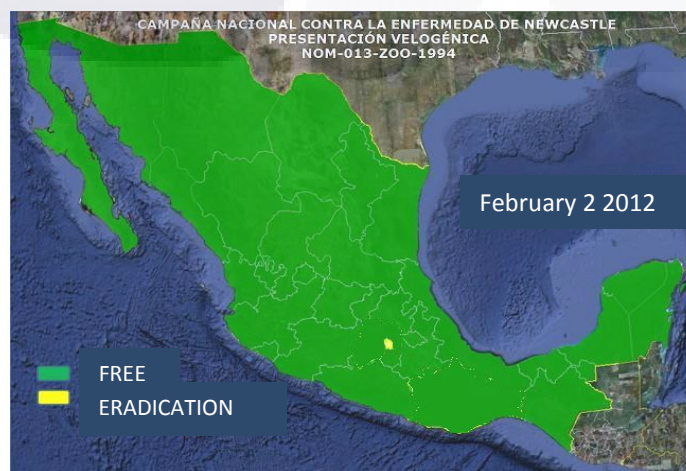 CAMPAÑA NACIONAL CONTRA LA ENFERMEDAD DE NEWCASTLE
PRESENTACIÓN VELOGÉNICA
NOM-013-ZOO-1994
February 2 2012
FREE
ERADICATION